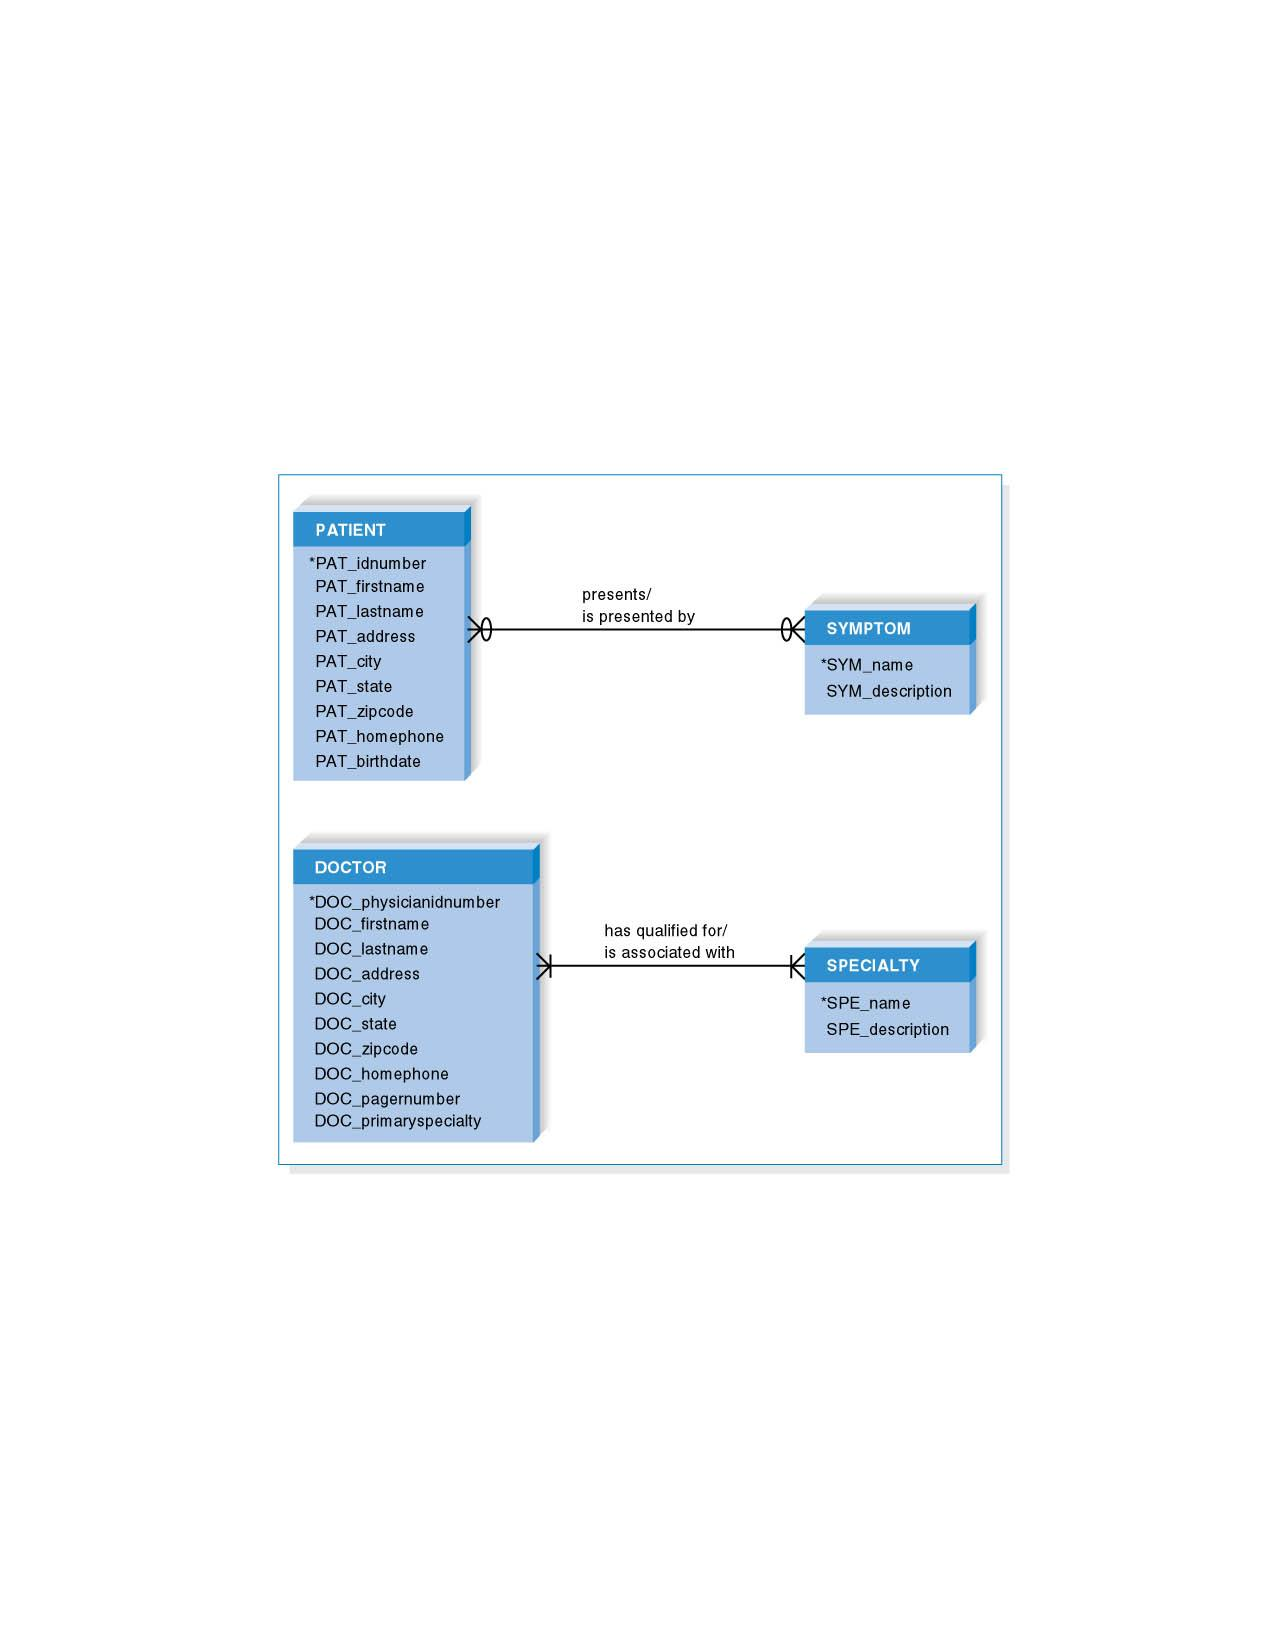 PATIENT
*PAT_idnumber
PAT_firstname
PAT_lastname
PAT_address
PAT_city
PAT_state
PAT_zipcode
PAT_homephone
PAT_birthdate
presents/
is presented by
SYMPTOM
*SYM_name
SYM_description
DOCTOR
*DOC_physicianidnumber
DOC_firstname
DOC_lastname
DOC_address
DOC_city
DOC_state
DOC_zipcode
DOC_homephone
DOC_pagernumber
DOC_primaryspecialty
has qualified for/
is associated with
SPECIALTY
*SPE_name
SPE_description